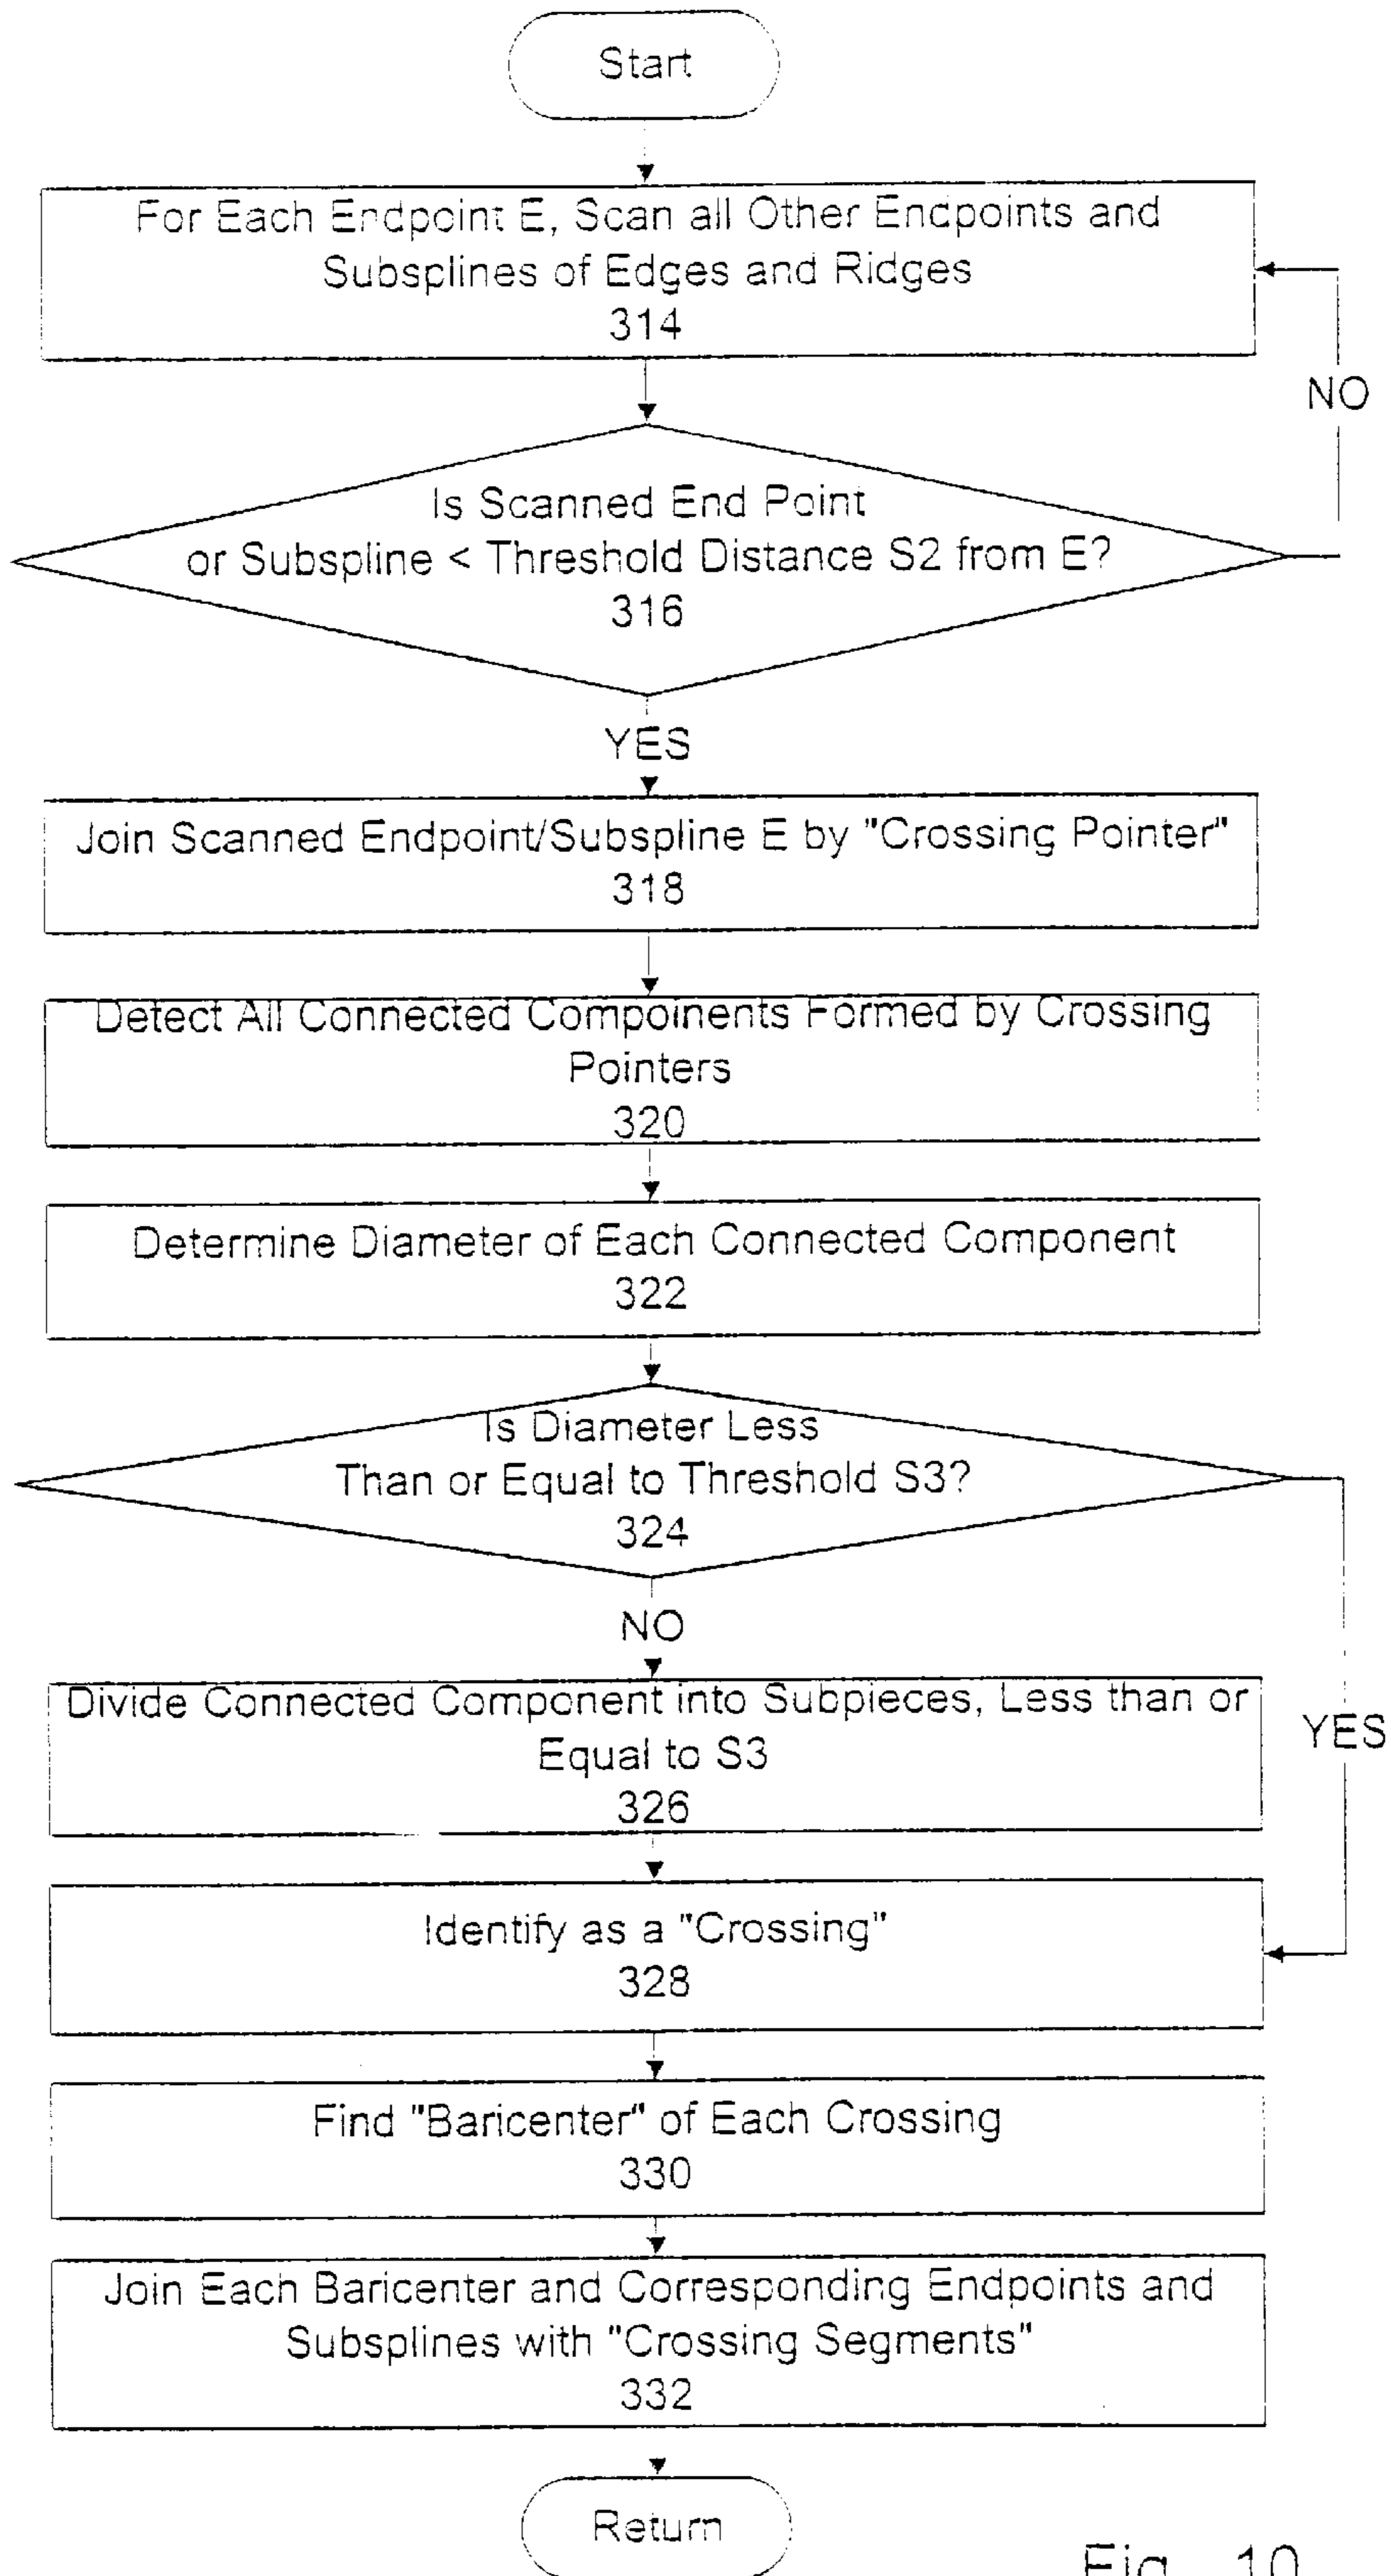 Start
For Each Endpoint E, Scan all Other Endpoints and
Subsplines of Edges and Ridges
314
NO
Is Scanned End Point
or Subspline < Threshold Distance S2 from E?
316
YES
Join Scanned Endpoint/Subspline E by "Crossing Pointer"
318
Detect All Connected Compoinents Formed by Crossing
Pointers
320
Determine Diameter of Each Connected Component
322
Is Diameter Less
Than or Equal to Threshold S3?
324
NO
Divide Connected Component into Subpieces, Less than or
Equal to S3
326
YES
Identify as a "Crossing"
328
Find "Baricenter" of Each Crossing
330
Join Each Baricenter and Corresponding Endpoints and
Subsplines with "Crossing Segments"
332
Return
Fig. 10